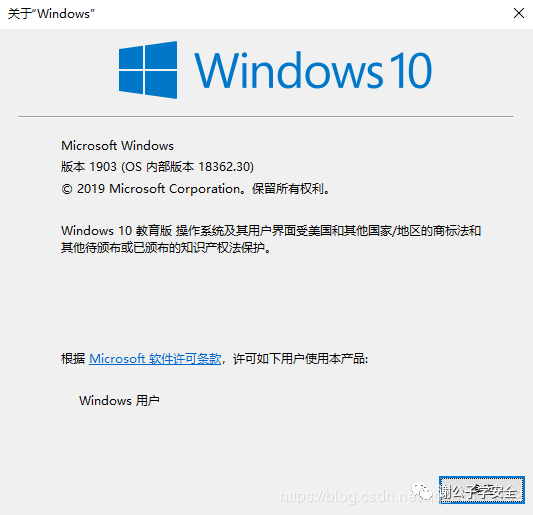 关于“Windows”
Windows 10
Microsoft Windows
版本 1903 (OS 内部版本 18362.30)
© 2019 Microsoft Corporation。保留所有权利。
Windows 10 教育版 操作系统及其用户界面受美国和其他国家/地区的商标法和
其他待颁布或已颁布的知识产权法保护。
根据 Microsoft 软件许可条款，许可如下用户使用本产品:
Windows 用户
https://blog.csdn.net
谢公子学安全